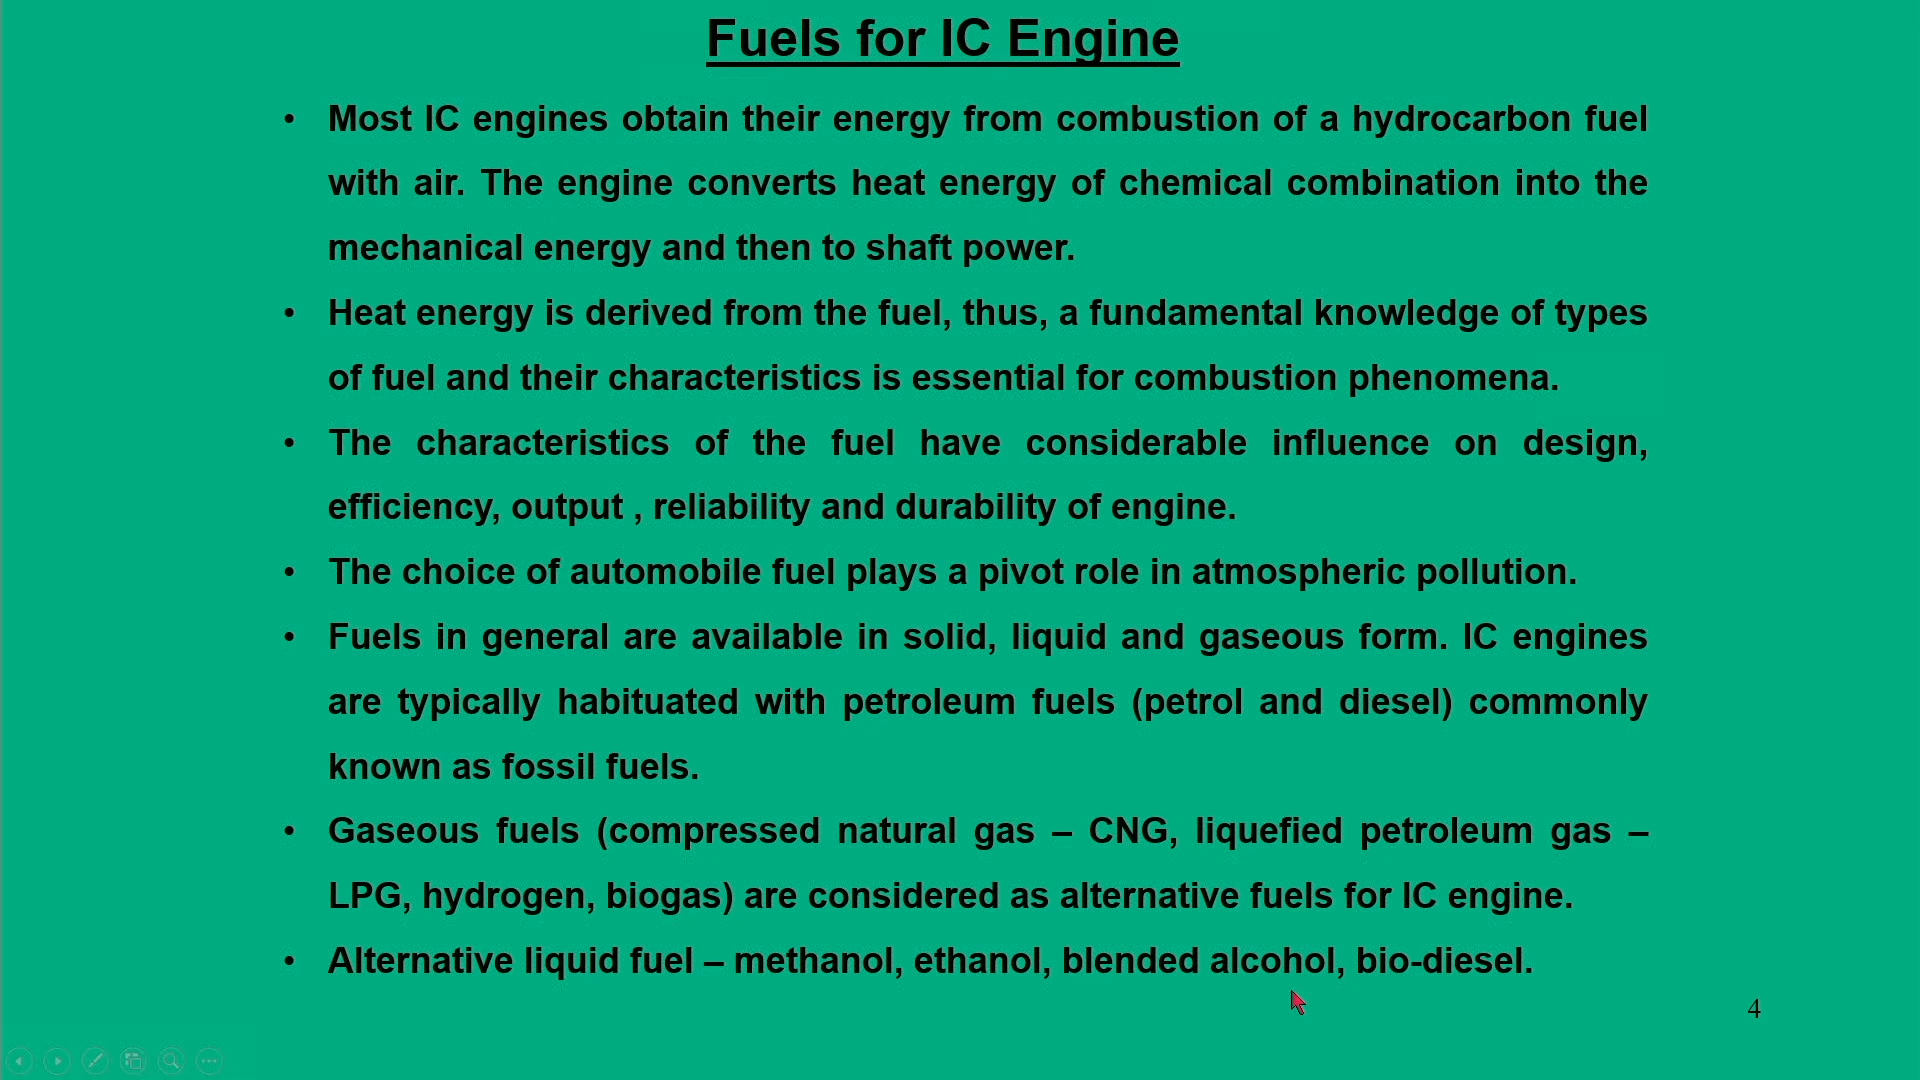 Fuels for IC Engine
• Most IC engines obtain their energy from combustion of a hydrocarbon fuel
with air. The engine converts heat energy of chemical combination into the
mechanical energy and then to shaft power.
• Heat energy is derived from the fuel, thus, a fundamental knowledge of types
of fuel and their characteristics is essential for combustion phenomena.
• The characteristics of the fuel have considerable influence on design,
efficiency, output , reliability and durability of engine.
• The choice of automobile fuel plays a pivot role in atmospheric pollution.
• Fuels in general are available in solid, liquid and gaseous form. IC engines
are typically habituated with petroleum fuels (petrol and diesel) commonly
known as fossil fuels.
• Gaseous fuels (compressed natural gas – CNG, liquefied petroleum gas –
LPG, hydrogen, biogas) are considered as alternative fuels for IC engine.
• Alternative liquid fuel – methanol, ethanol, blended alcohol, bio-diesel.
4